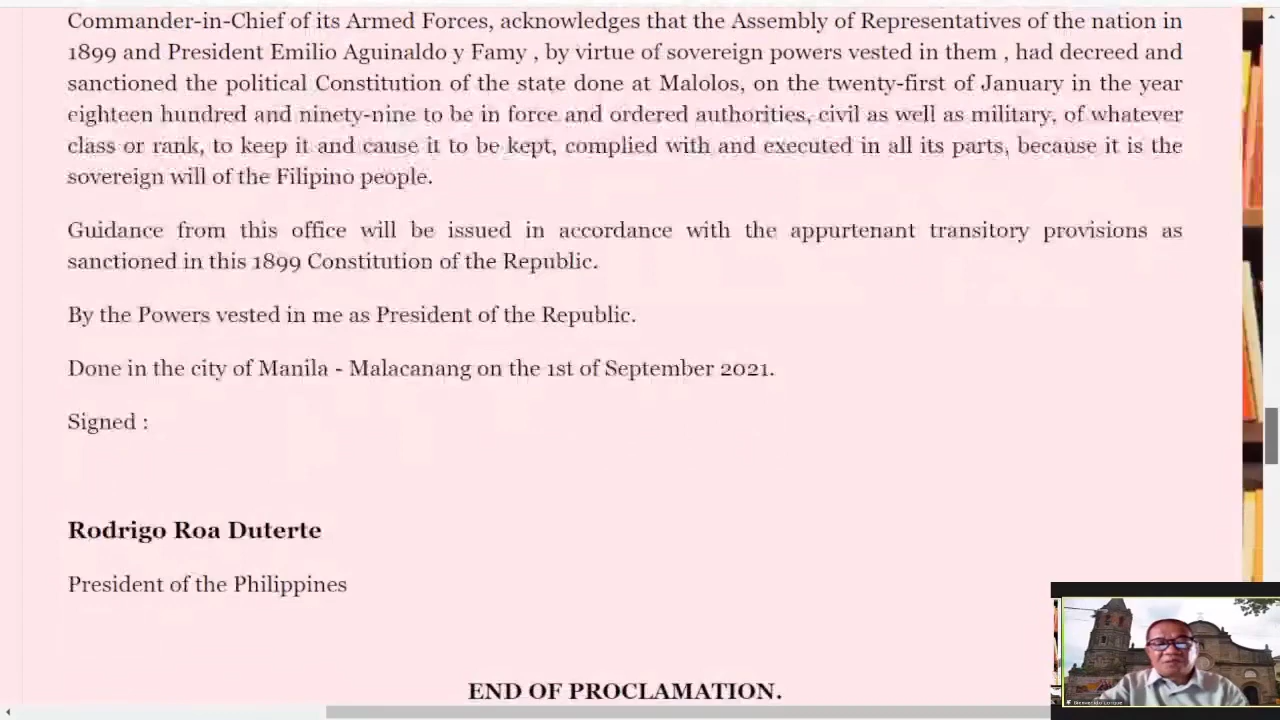 Commander-in-Chief of its Armed Forces, acknowledges that the Assembly of Representatives of the nation in
1899 and President Emilio Aguinaldo y Famy , by virtue of sovereign powers vested in them , had decreed and
sanctioned the political Constitution of the state done at Malolos, on the twenty-first of January in the year
eighteen hundred and ninety-nine to be in force and ordered authorities, civil as well as military, of whatever
class or rank, to keep it and cause it to be kept, complied with and executed in all its parts, because it is the
sovereign will of the Filipino people.
Guidance from this office will be issued in accordance with the appurtenant transitory provisions as
sanctioned in this 1899 Constitution of the Republic.
By the Powers vested in me as President of the Republic.
Done in the city of Manila - Malacanang on the 1st of September 2021.
Signed :
Rodrigo Roa Duterte
President of the Philippines
END OF PROCLAMATION.